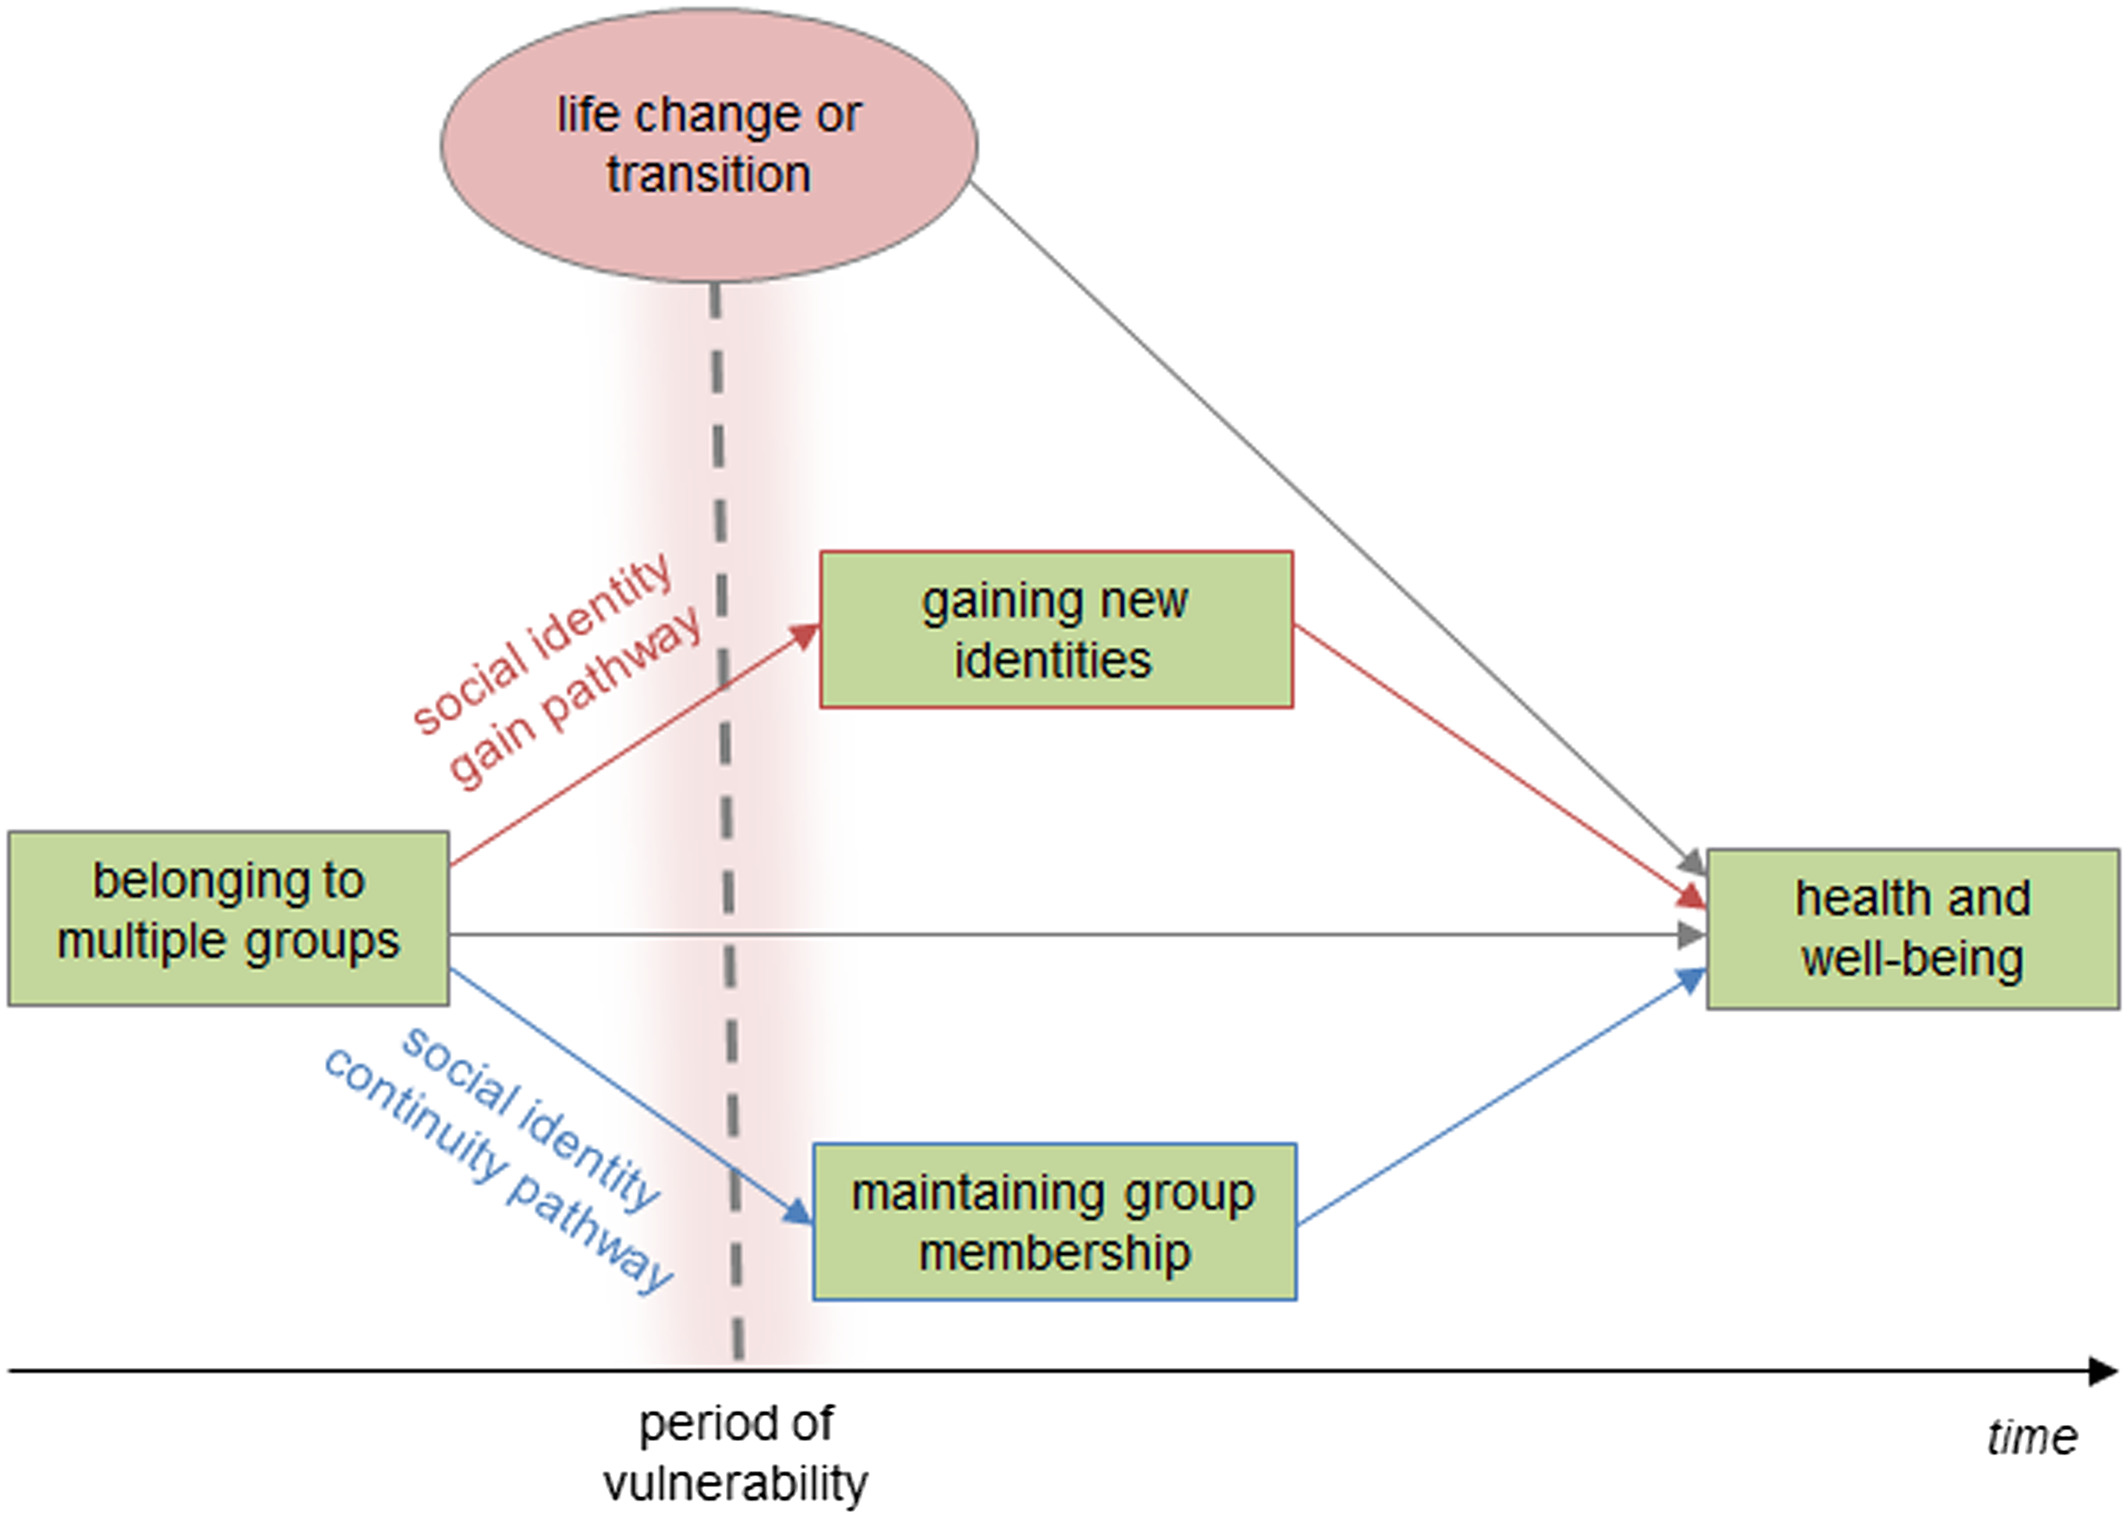 life change or
transition
social identity
gain pathway
gaining new
identities
belonging to
multiple groups
health and
well-being
social identity
continuity pathway
maintaining group
membership
period of
vulnerability
time